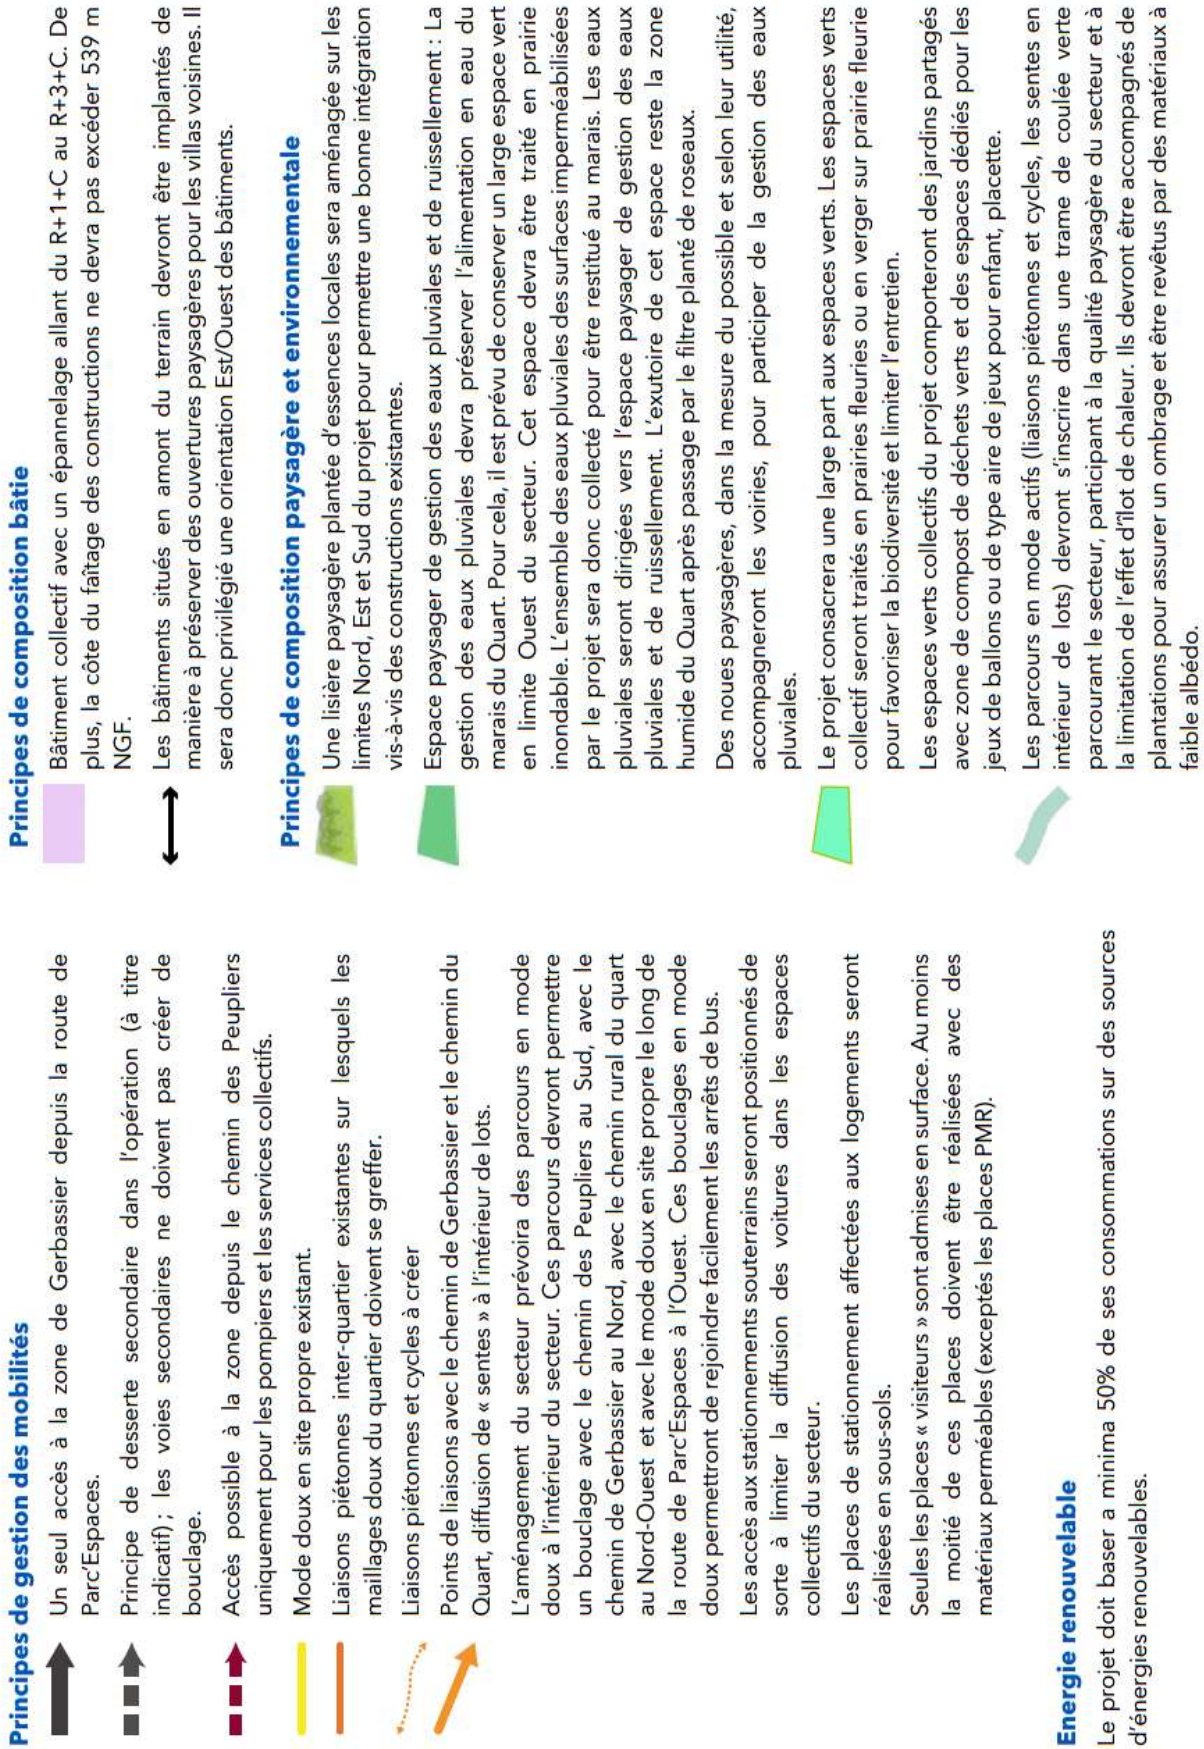 Principes de gestion des mobilités
Un seul accès à la zone de Gerbassier depuis la route de
Parc'Espaces.
Principe de desserte secondaire dans l'opération (à titre
indicatif) ; les voies secondaires ne doivent pas créer de
bouclage.
Accès possible à la zone depuis le chemin des Peupliers
uniquement pour les pompiers et les services collectifs.
Mode doux en site propre existant.
Liaisons piétonnes inter-quartier existantes sur lesquels les
maillages doux du quartier doivent se greffer.
Liaisons piétonnes et cycles à créer
Points de liaisons avec le chemin de Gerbassier et le chemin du
Quart, diffusion de « sentes » à l'intérieur de lots.
L'aménagement du secteur prévoira des parcours en mode
doux à l'intérieur du secteur. Ces parcours devront permettre
un bouclage avec le chemin des Peupliers au Sud, avec le
chemin de Gerbassier au Nord, avec le chemin rural du quart
au Nord-Ouest et avec le mode doux en site propre le long de
la route de Parc'Espaces à l'Ouest. Ces bouclages en mode
doux permettront de rejoindre facilement les arrêts de bus.
Les accès aux stationnements souterrains seront positionnés de
sorte à limiter la diffusion des voitures dans les espaces
collectifs du secteur.
Les places de stationnement affectées aux logements seront
réalisées en sous-sols.
Seules les places « visiteurs » sont admises en surface. Au moins
la moitié de ces places doivent être réalisées avec des
matériaux perméables (exceptés les places PMR).
Energie renouvelable
Le projet doit baser a minima 50% de ses consommations sur des sources
d'énergies renouvelables.
Principes de composition bâtie
Bâtiment collectif avec un épannelage allant du R+1+C au R+3+C. De
plus, la côte du faîtage des constructions ne devra pas excéder 539 m
NGF.
Les bâtiments situés en amont du terrain devront être implantés de
manière à préserver des ouvertures paysagères pour les villas voisines. Il
sera donc privilégié une orientation Est/Ouest des bâtiments.
Principes de composition paysagère et environnementale
Une lisière paysagère plantée d'essences locales sera aménagée sur les
limites Nord, Est et Sud du projet pour permettre une bonne intégration
vis-à-vis des constructions existantes.
Espace paysager de gestion des eaux pluviales et de ruissellement : La
gestion des eaux pluviales devra préserver l'alimentation en eau du
marais du Quart. Pour cela, il est prévu de conserver un large espace vert
en limite Ouest du secteur. Cet espace devra être traité en prairie
inondable. L'ensemble des eaux pluviales des surfaces imperméabilisées
par le projet sera donc collecté pour être restitué au marais. Les eaux
pluviales seront dirigées vers l'espace paysager de gestion des eaux
pluviales et de ruissellement. L'exutoire de cet espace reste la zone
humide du Quart après passage par le filtre planté de roseaux.
Des noues paysagères, dans la mesure du possible et selon leur utilité,
accompagneront les voiries, pour participer de la gestion des eaux
pluviales.
Le projet consacrera une large part aux espaces verts. Les espaces verts
collectif seront traités en prairies fleuries ou en verger sur prairie fleurie
pour favoriser la biodiversité et limiter l'entretien.
Les espaces verts collectifs du projet comporteront des jardins partagés
avec zone de compost de déchets verts et des espaces dédiés pour les
jeux de ballons ou de type aire de jeux pour enfant, placette.
Les parcours en mode actifs (liaisons piétonnes et cycles, les sentes en
intérieur de lots) devront s'inscrire dans une trame de coulée verte
parcourant le secteur, participant à la qualité paysagère du secteur et à
la limitation de l'effet d'îlot de chaleur. Ils devront être accompagnés de
plantations pour assurer un ombrage et être revêtus par des matériaux à
faible albédo.